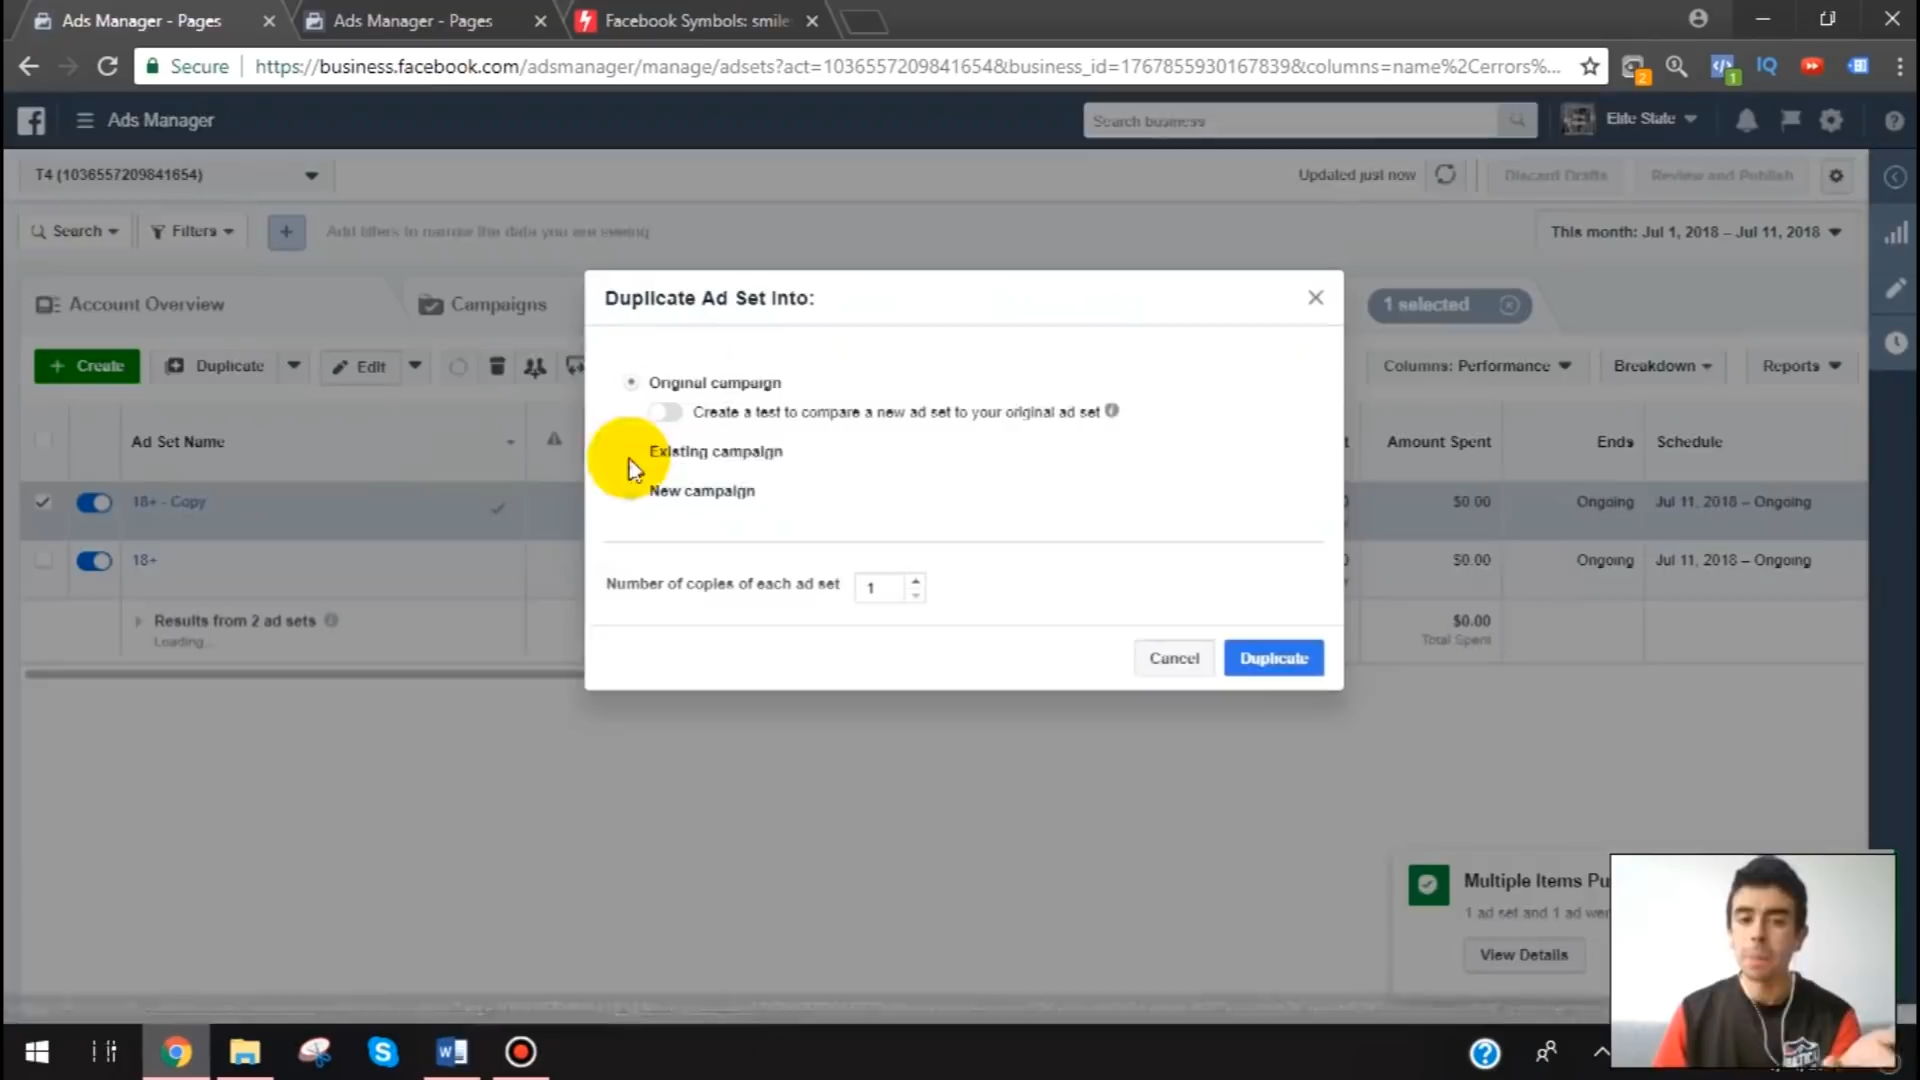 Ads Manager - Pages
Ads Manager - Pages
Facebook Symbols: smile
Secure
https://business.facebook.com/adsmanager/manage/adsets?act=1036557209841654&business_id=1767855930167839&columns=name%2Cerrors%...
IQ
2
1
Ads Manager
Search business
Elite State
T4 (1036557209841654)
Updated just now
Discard Drafts
Review and Publish
Search
Filters
Add filters to narrow the data you are seeing
This month: Jul 1, 2018 – Jul 11, 2018
Account Overview
Campaigns
1 selected
Create
Duplicate
Edit
Columns: Performance
Breakdown
Reports
Ad Set Name
Amount Spent
Ends
Schedule
18+ - Copy
$0.00
Ongoing
Jul 11, 2018 – Ongoing
18+
$0.00
Ongoing
Jul 11, 2018 – Ongoing
Results from 2 ad sets
Loading...
$0.00
Total Spent
Duplicate Ad Set Into:
Original campaign
Create a test to compare a new ad set to your original ad set
Existing campaign
New campaign
Number of copies of each ad set
1
Cancel
Duplicate
Multiple Items Pu
1 ad set and 1 ad wer
View Details